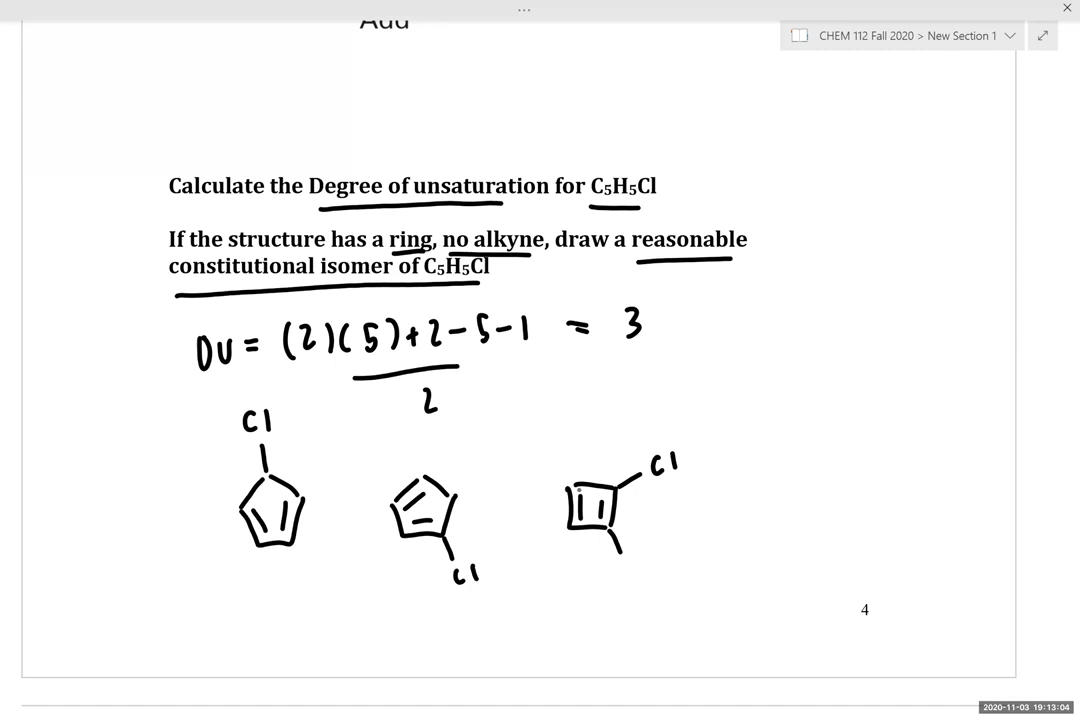 Add
CHEM 112 Fall 2020 > New Section 1
Calculate the Degree of unsaturation for C₅H₅Cl
If the structure has a ring, no alkyne, draw a reasonable
constitutional isomer of C₅H₅Cl
DU = (2)(5)+2-5-1 = 3
2
Cl
Cl
Cl
4
2020-11-03 19:13:04